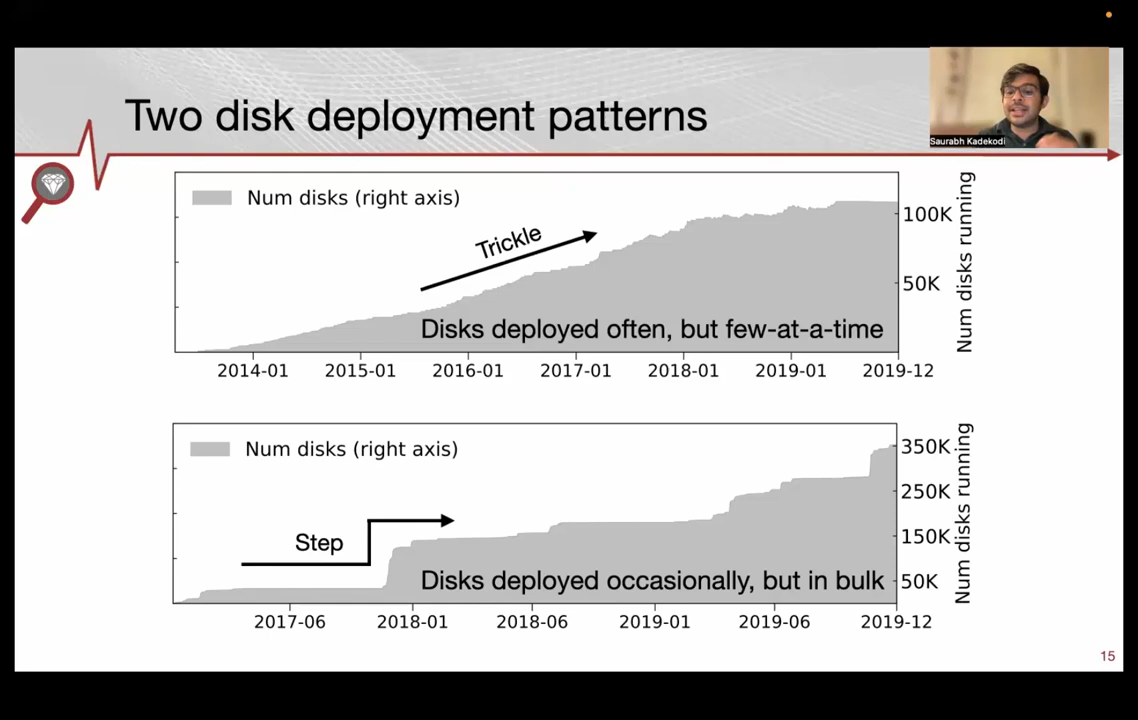 Two disk deployment patterns
Saurabh Kadekodi
Num disks (right axis)
Trickle
Disks deployed often, but few-at-a-time
100K
50K
Num disks running
2014-01 2015-01 2016-01 2017-01 2018-01 2019-01 2019-12
Num disks (right axis)
Step
Disks deployed occasionally, but in bulk
350K
250K
150K
50K
Num disks running
2017-06 2018-01 2018-06 2019-01 2019-06 2019-12
15